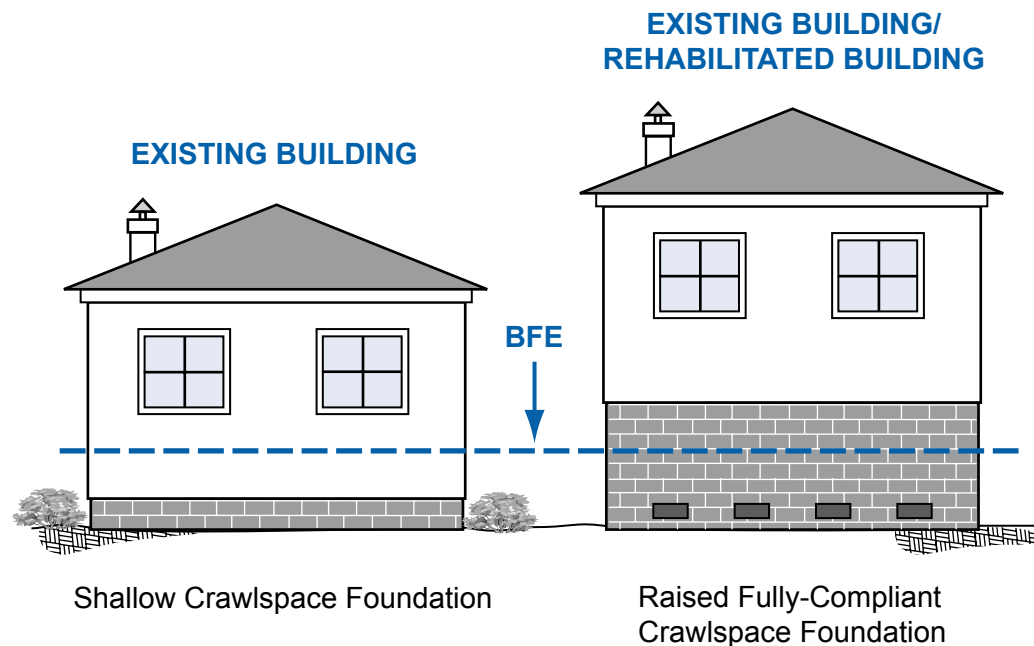 EXISTING BUILDING
EXISTING BUILDING/
REHABILITATED BUILDING
BFE
Shallow Crawlspace Foundation
Raised Fully-Compliant
Crawlspace Foundation